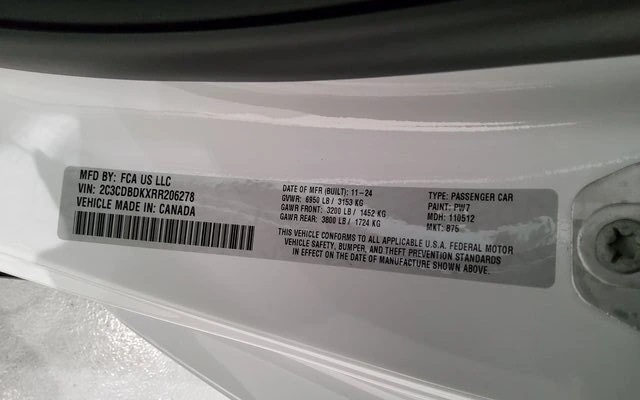 MFD BY: FCA US LLC
VIN: 2C3CDBDKXRR206278
VEHICLE MADE IN: CANADA
DATE OF MFR (BUILT): 11-24
GVWR: 6950 LB / 3153 KG
GAWR FRONT: 3200 LB / 1452 KG
GAWR REAR: 3800 LB / 1724 KG
TYPE: PASSENGER CAR
PAINT: PW7
MDH: 110512
MKT: 875
THIS VEHICLE CONFORMS TO ALL APPLICABLE U.S.A. FEDERAL MOTOR
VEHICLE SAFETY, BUMPER, AND THEFT PREVENTION STANDARDS
IN EFFECT ON THE DATE OF MANUFACTURE SHOWN ABOVE.